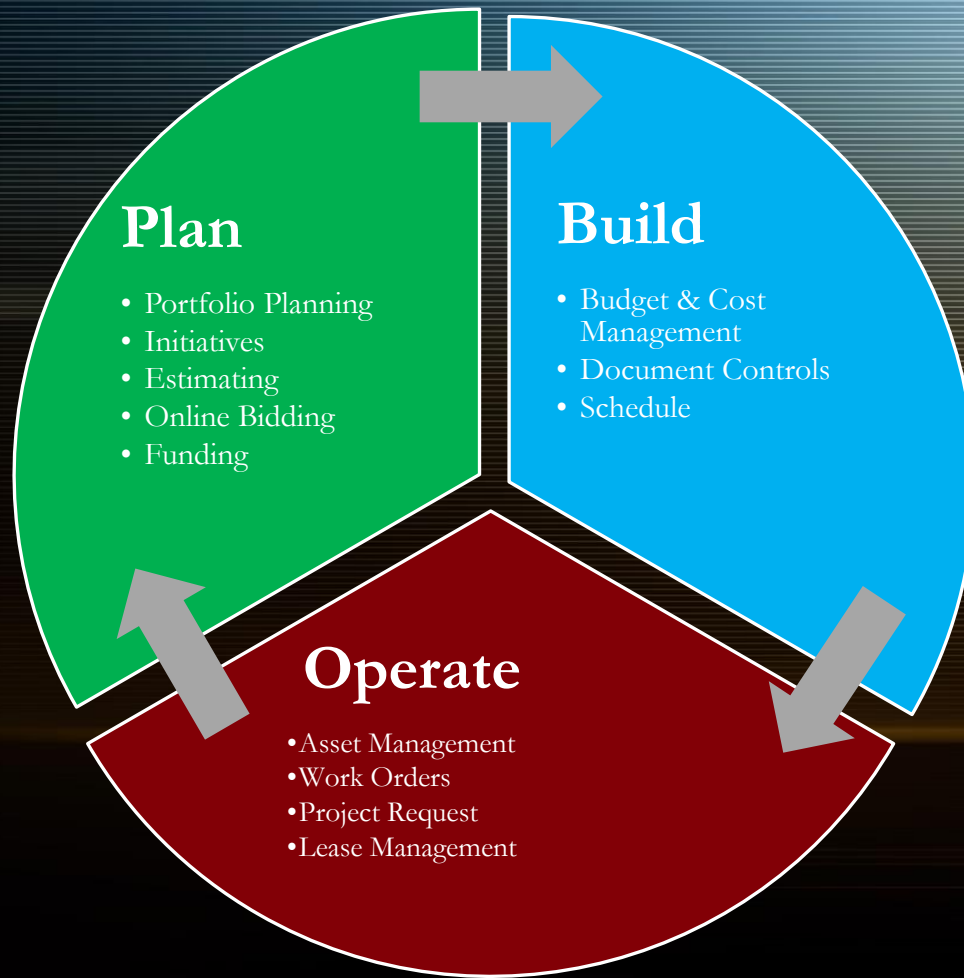 Plan
• Portfolio Planning
• Initiatives
• Estimating
• Online Bidding
• Funding
Build
• Budget & Cost
Management
• Document Controls
• Schedule
Operate
•Asset Management
•Work Orders
•Project Request
•Lease Management